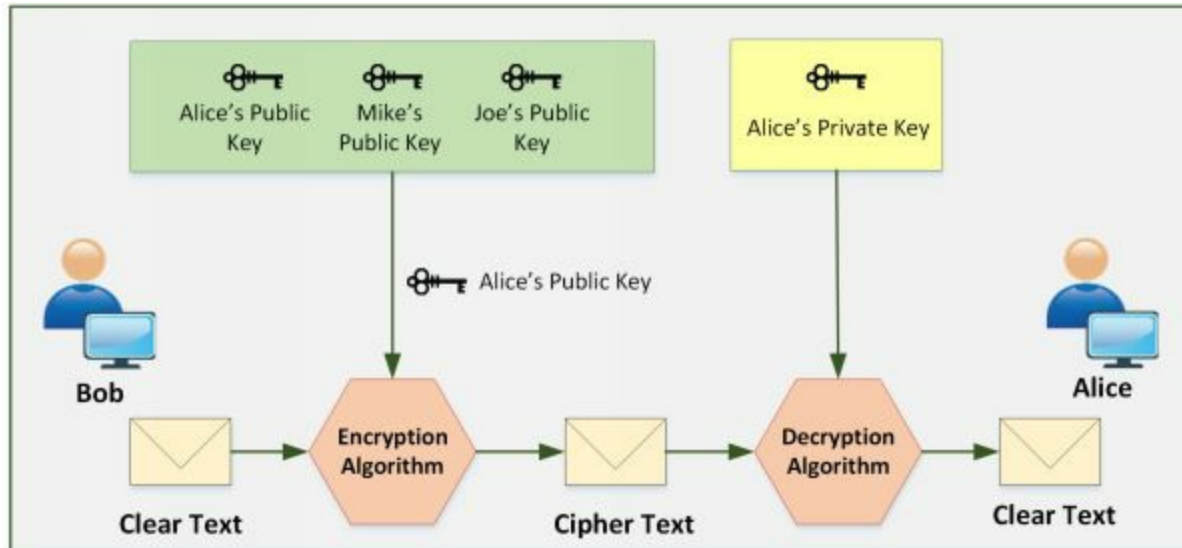 Alice's Public
Key
Mike's
Public Key
Joe's Public
Key
Alice's Private Key
Alice's Public Key
Bob
Alice
Encryption
Algorithm
Decryption
Algorithm
Clear Text
Cipher Text
Clear Text